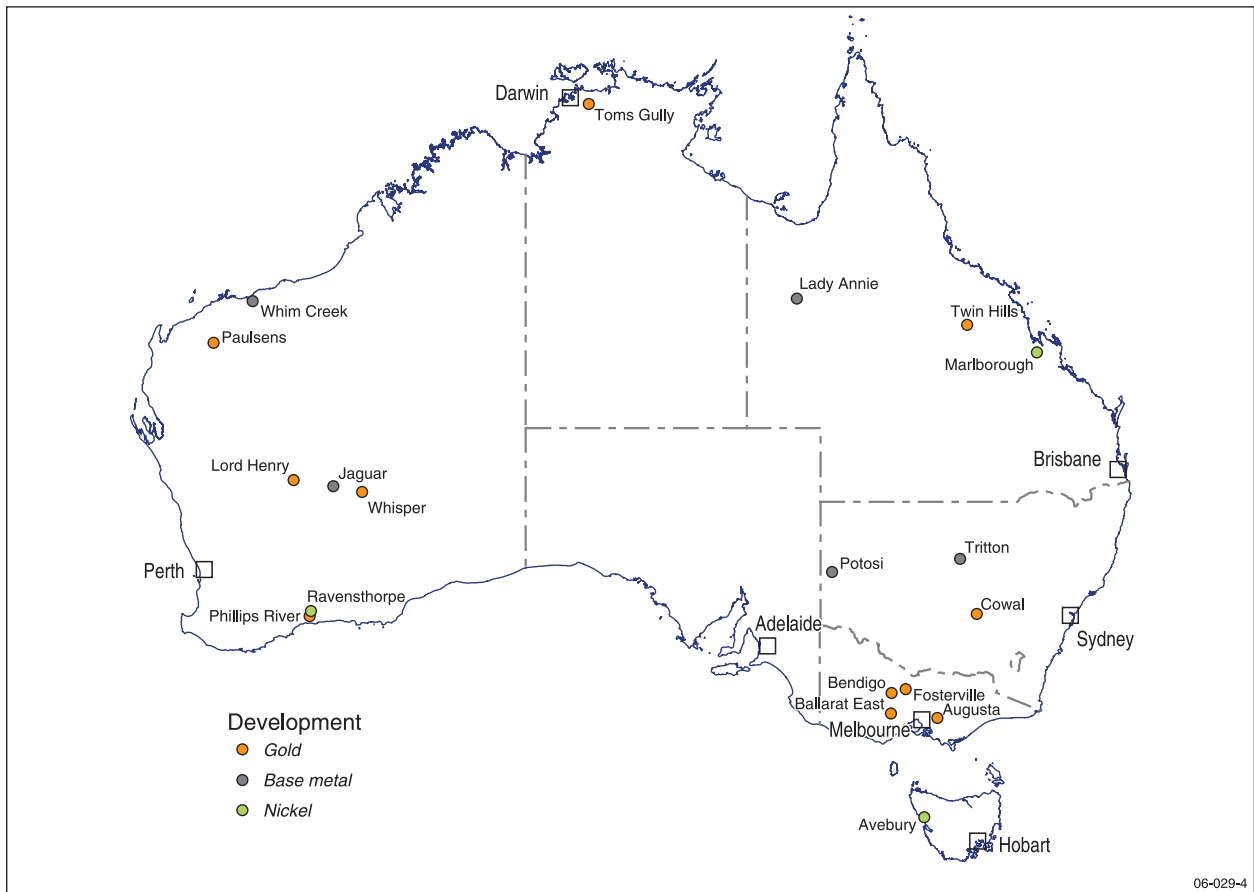 Darwin
Toms Gully
Lady Annie
Whim Creek
Twin Hills
Paulsens
Marlborough
Lord Henry
Jaguar
Brisbane
Whisper
Tritton
Potosi
Perth
Ravensthorpe
Cowal
Phillips River
Adelaide
Sydney
Bendigo
Fosterville
Ballarat East
Augusta
Melbourne
Development
Gold
Base metal
Nickel
Avebury
Hobart
06-029-4